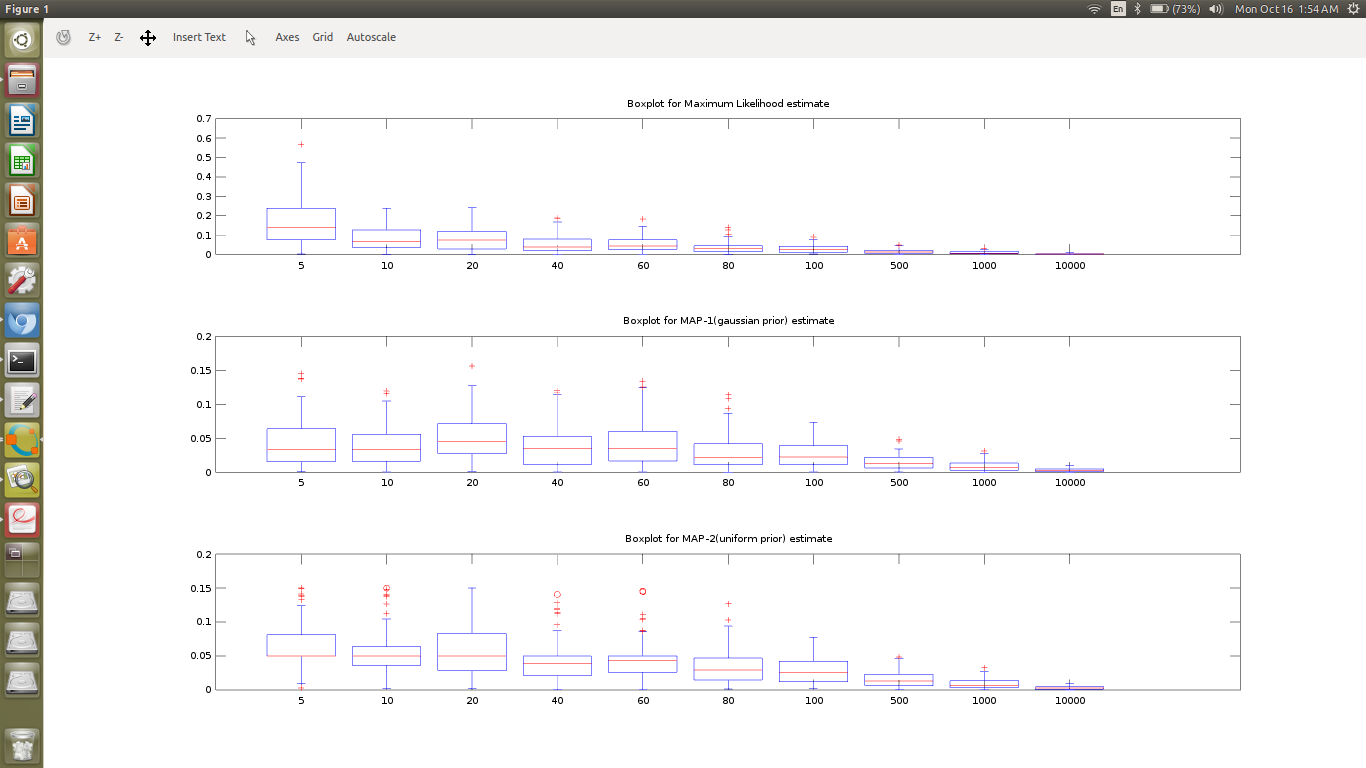 Figure 1 En (73%) Mon Oct 16 1:54 AM
Z+ Z- Insert Text Axes Grid Autoscale
Boxplot for Maximum Likelihood estimate
0.7
0.6
0.5
0.4
0.3
0.2
0.1
0
5 10 20 40 60 80 100 500 1000 10000
Boxplot for MAP-1(gaussian prior) estimate
0.2
0.15
0.1
0.05
0
5 10 20 40 60 80 100 500 1000 10000
Boxplot for MAP-2(uniform prior) estimate
0.2
0.15
0.1
0.05
0
5 10 20 40 60 80 100 500 1000 10000